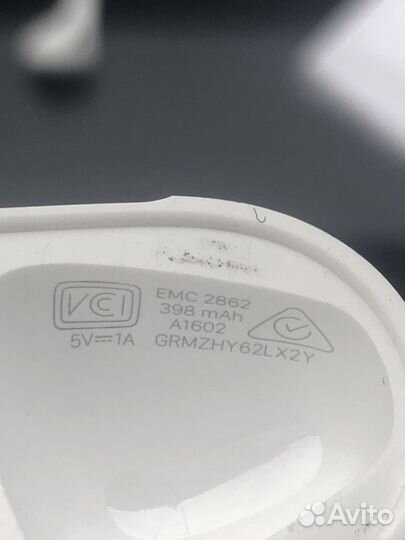 VCI
5V⎓1A
EMC 2862
398 mAh
A1602
GRMZHY62LX2Y
Avito